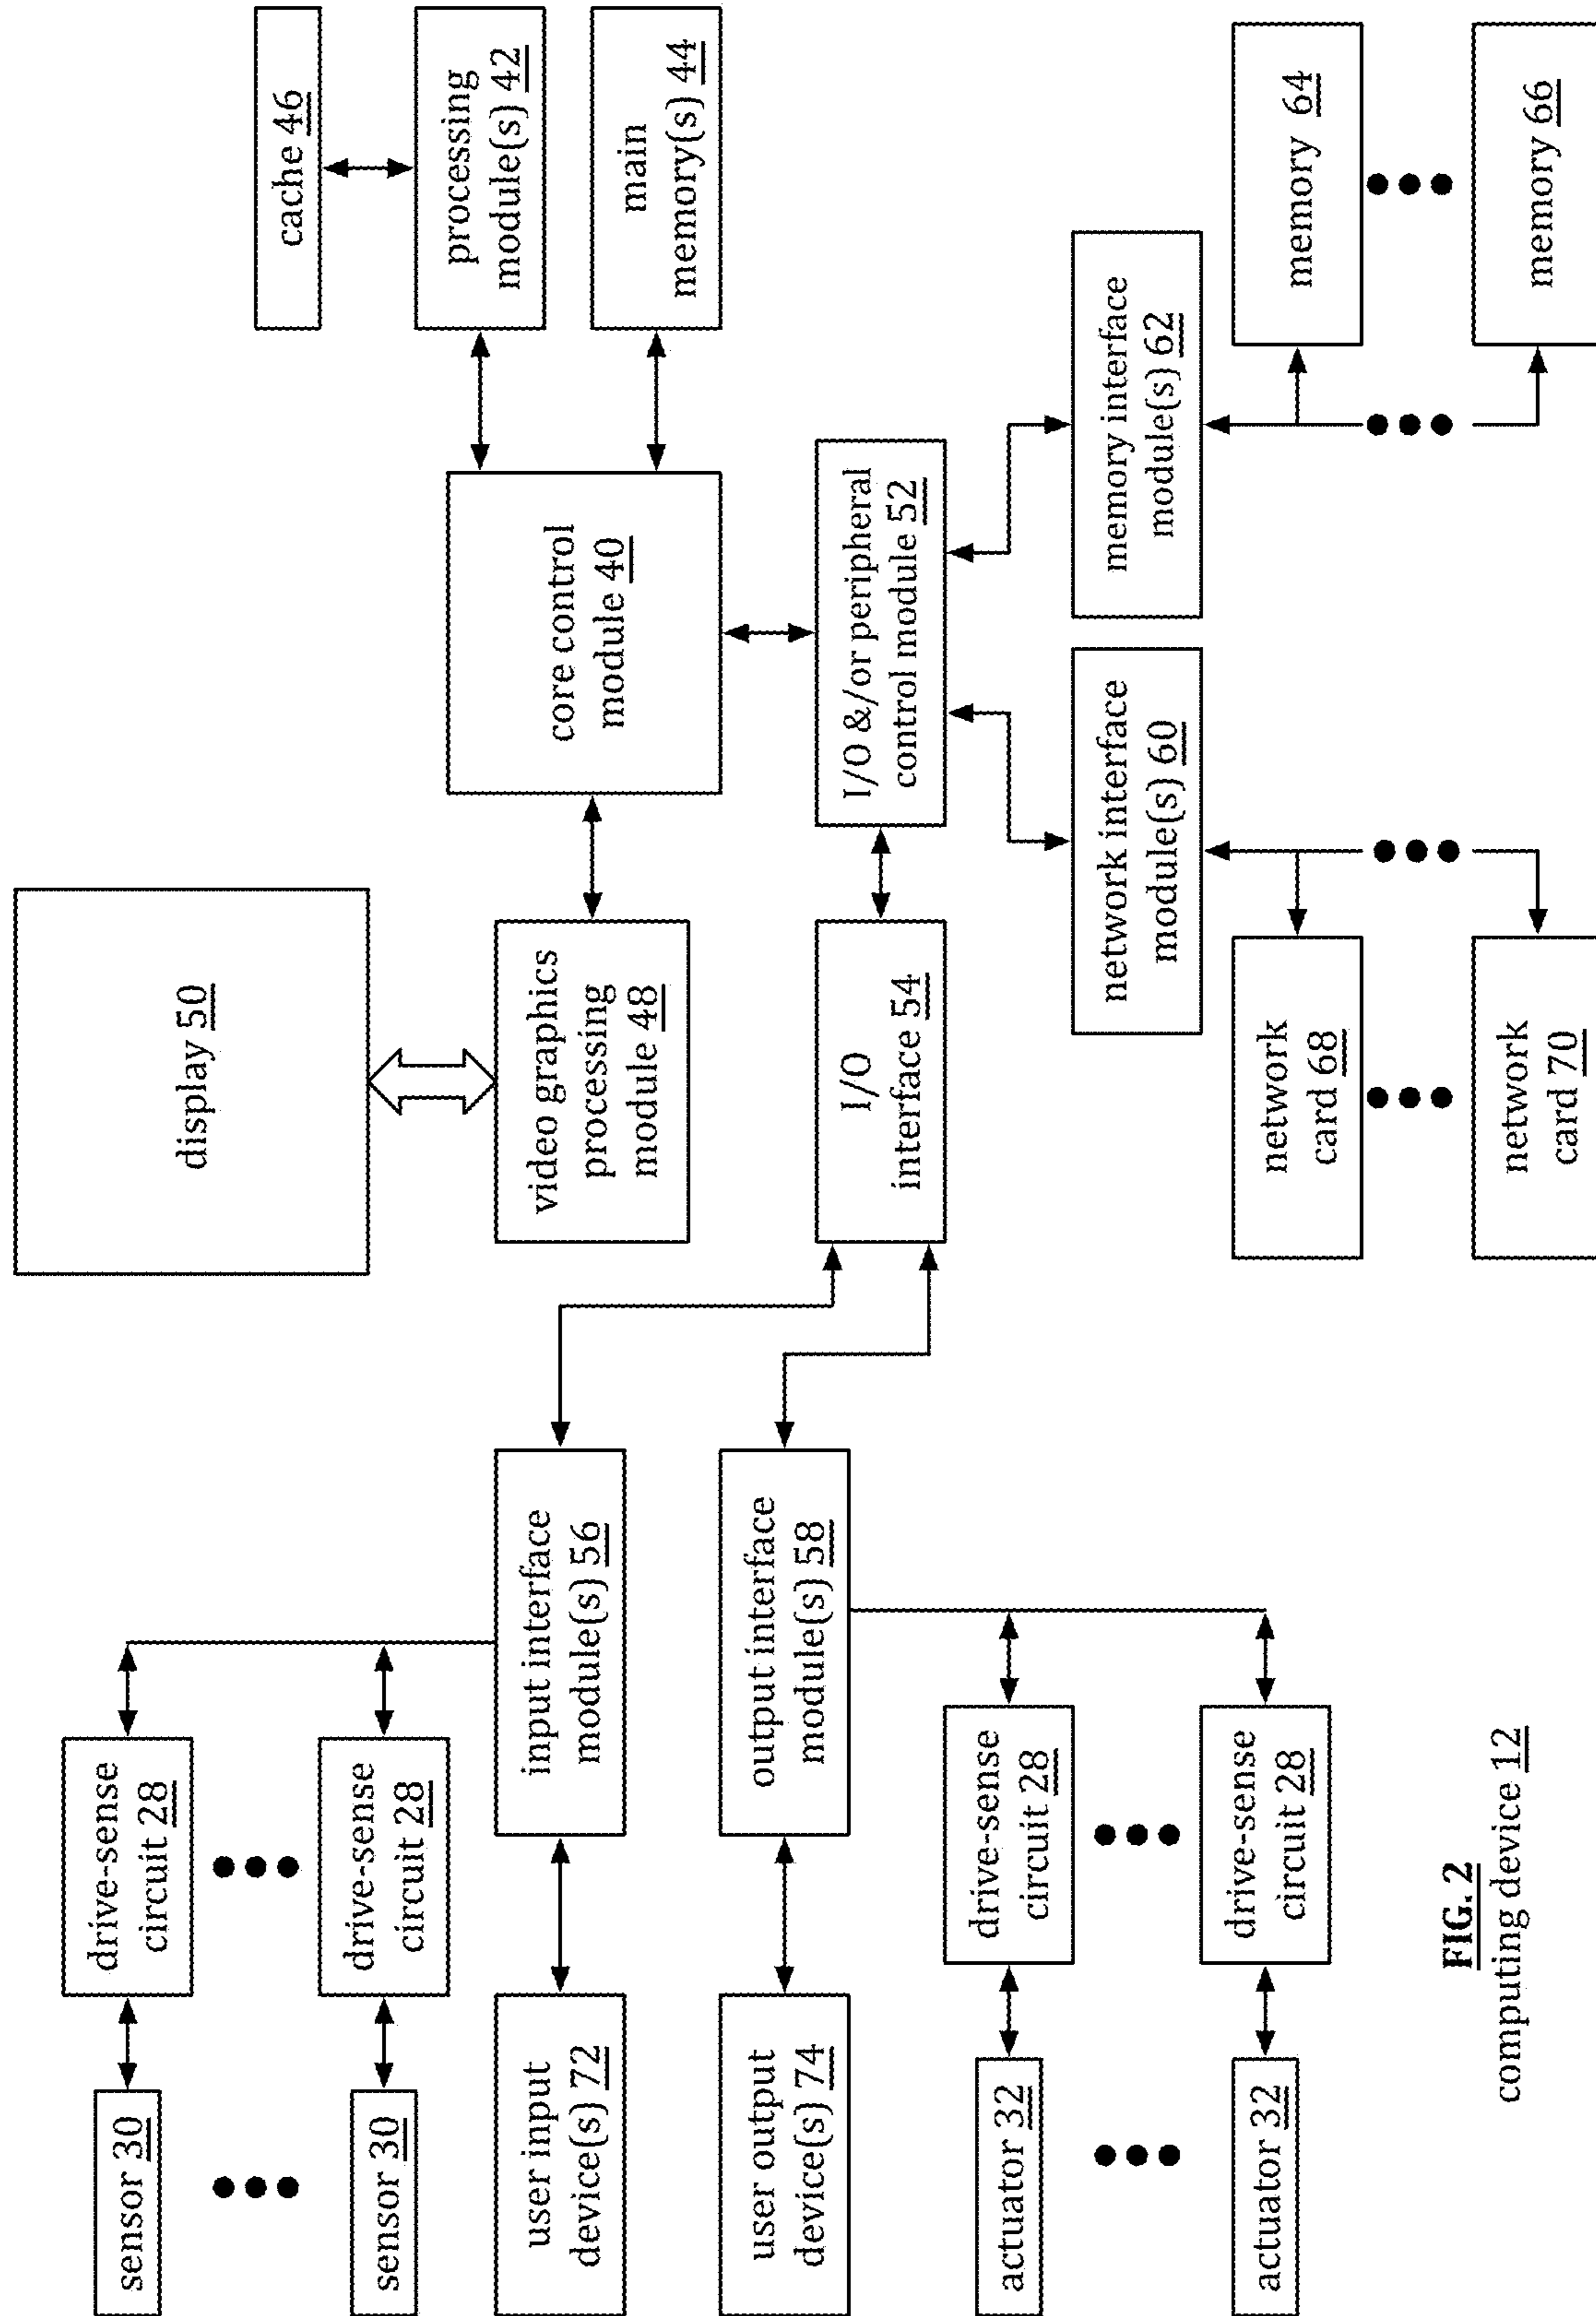 display 50
cache 46
video graphics
processing
module 48
core control
module 40
processing
module(s) 42
main
memory(s) 44
sensor 30
drive-sense
circuit 28
sensor 30
drive-sense
circuit 28
user input
device(s) 72
input interface
module(s) 56
user output
device(s) 74
output interface
module(s) 58
I/O
interface 54
I/O &/or peripheral
control module 52
actuator 32
drive-sense
circuit 28
actuator 32
drive-sense
circuit 28
network interface
module(s) 60
memory interface
module(s) 62
network
card 68
memory 64
network
card 70
memory 66
FIG. 2
computing device 12